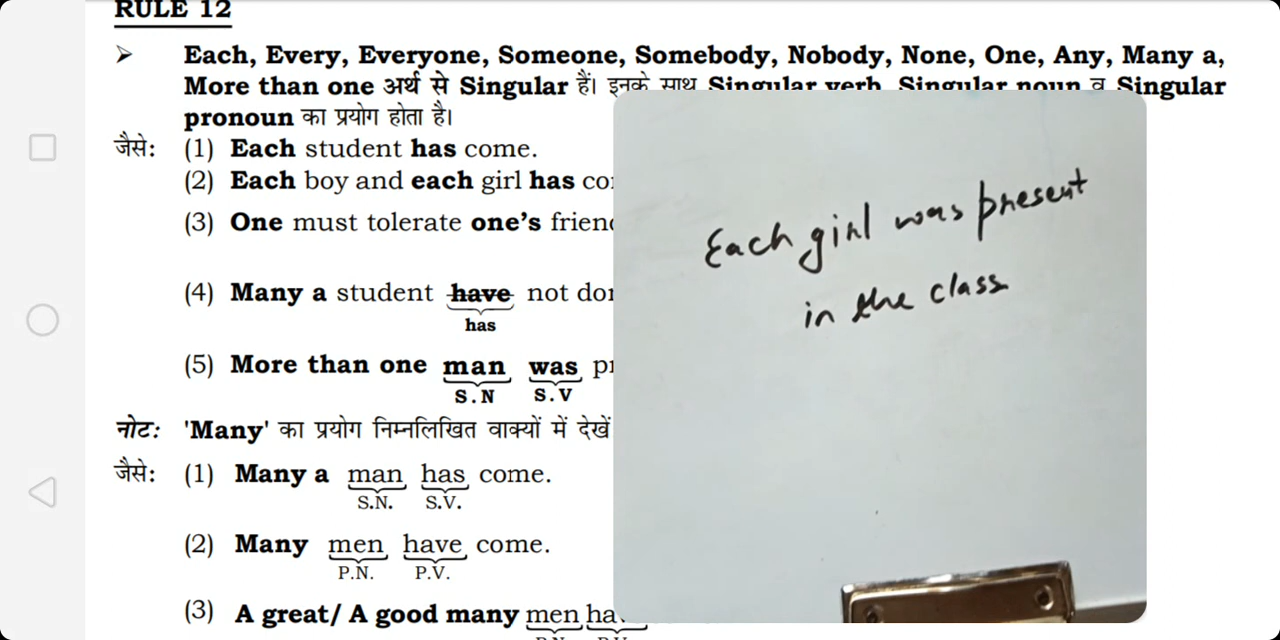 RULE 12
➢ Each, Every, Everyone, Someone, Somebody, Nobody, None, One, Any, Many a,
More than one अर्थ से Singular हैं। इनके साथ Singular verb, Singular noun व Singular
pronoun का प्रयोग होता है।
जैसे: (1) Each student has come.
(2) Each boy and each girl has
(3) One must tolerate one's
(4) Many a student have not
has
(5) More than one man was
S.N S.V
नोट: 'Many' का प्रयोग निम्नलिखित वाक्यों में देखें
जैसे: (1) Many a man has come.
S.N. S.V.
(2) Many men have come.
P.N. P.V.
(3) A great/ A good many men
Each girl was present
in the class